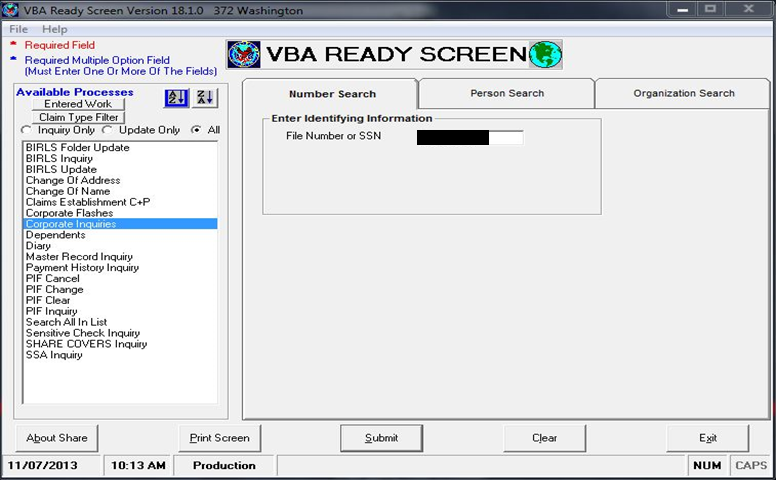 VBA Ready Screen Version 18.1.0 372 Washington
File Help
* Required Field
* Required Multiple Option Field
(Must Enter One Or More Of The Fields)
VBA READY SCREEN
Available Processes
Entered Work
Claim Type Filter
A Z
Z A
Inquiry Only Update Only All
BIRLS Folder Update
BIRLS Inquiry
BIRLS Update
Change Of Address
Change Of Name
Claims Establishment C+P
Corporate Flashes
Corporate Inquiries
Dependents
Diary
Master Record Inquiry
Payment History Inquiry
PIF Cancel
PIF Change
PIF Clear
PIF Inquiry
Search All In List
Sensitive Check Inquiry
SHARE COVERS Inquiry
SSA Inquiry
Number Search Person Search Organization Search
Enter Identifying Information
File Number or SSN
About Share Print Screen Submit Clear Exit
11/07/2013 10:13 AM Production NUM CAPS